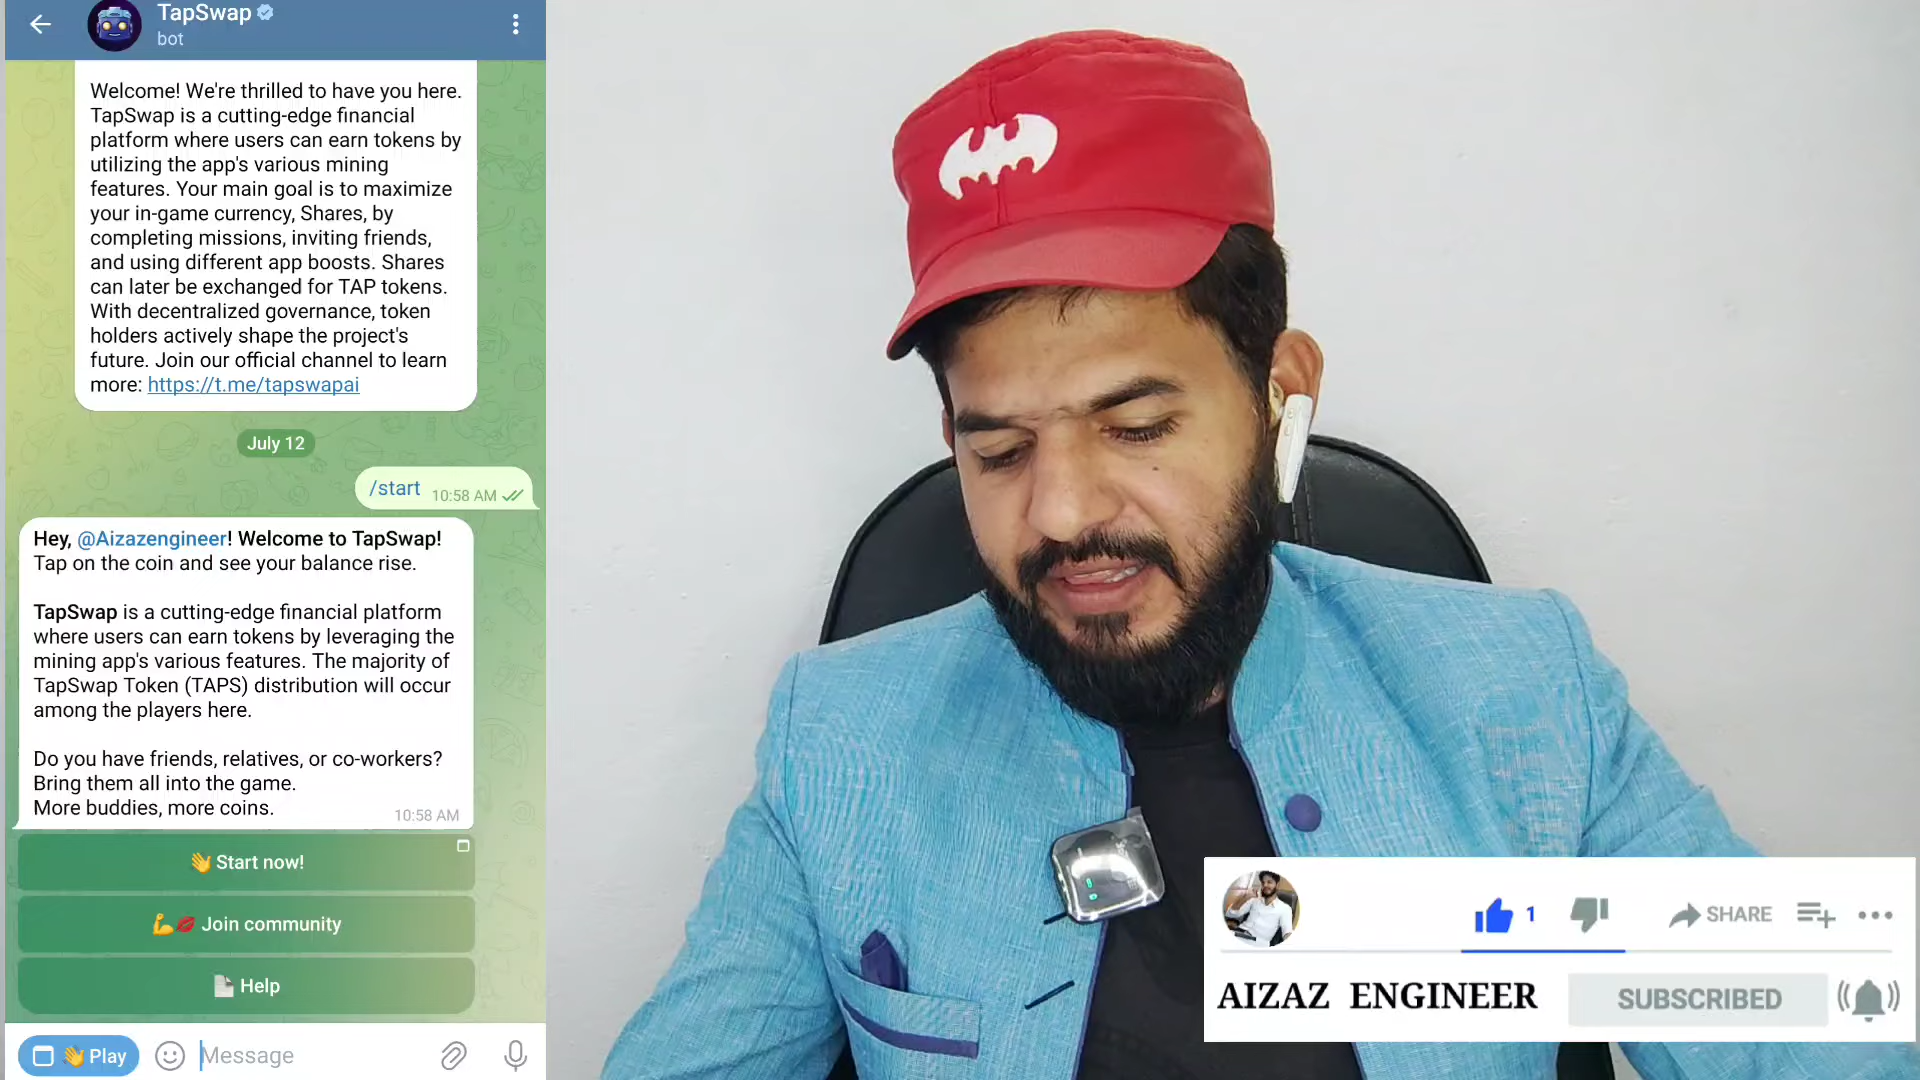 TapSwap
bot
Welcome! We're thrilled to have you here.
TapSwap is a cutting-edge financial
platform where users can earn tokens by
utilizing the app's various mining
features. Your main goal is to maximize
your in-game currency, Shares, by
completing missions, inviting friends,
and using different app boosts. Shares
can later be exchanged for TAP tokens.
With decentralized governance, token
holders actively shape the project's
future. Join our official channel to learn
more: https://t.me/tapswapai
July 12
/start 10:58 AM
Hey, @Aizazengineer! Welcome to TapSwap!
Tap on the coin and see your balance rise.
TapSwap is a cutting-edge financial platform
where users can earn tokens by leveraging the
mining app's various features. The majority of
TapSwap Token (TAPS) distribution will occur
among the players here.
Do you have friends, relatives, or co-workers?
Bring them all into the game.
More buddies, more coins.
10:58 AM
👋 Start now!
💪💋 Join community
📄 Help
👋 Play
Message
1
SHARE
AIZAZ ENGINEER
SUBSCRIBED